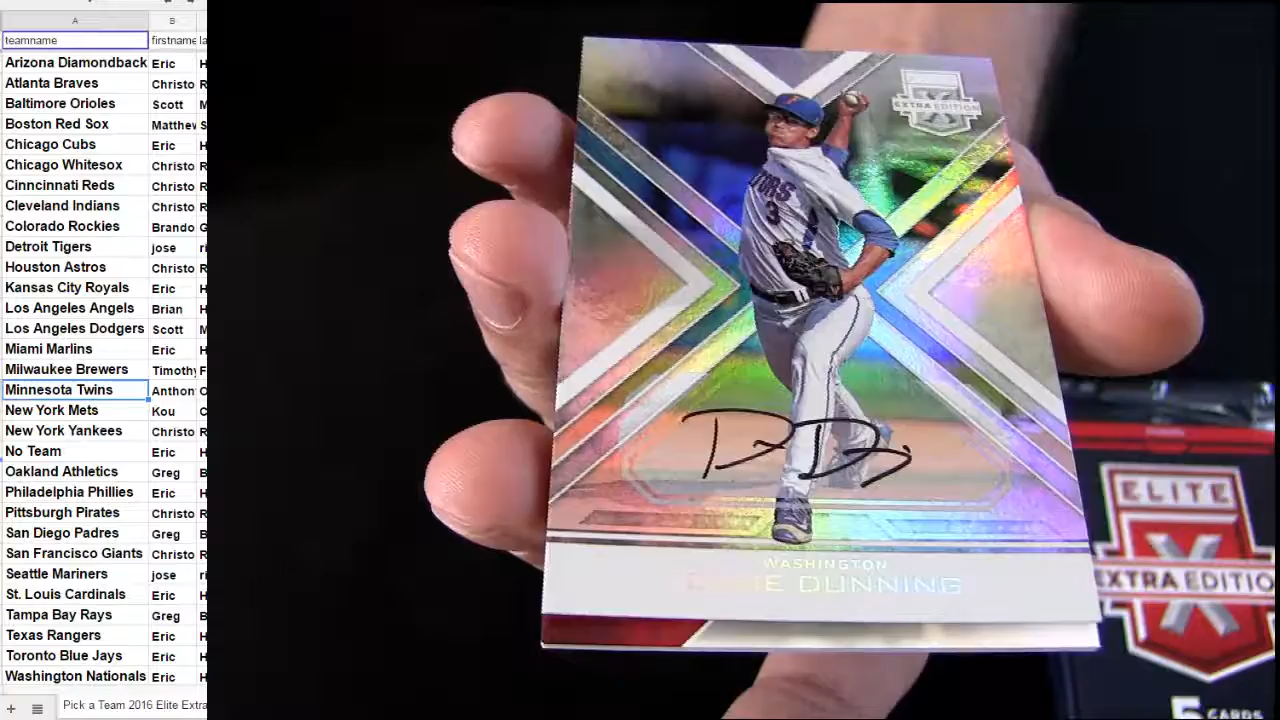 A B
teamname firstname la
Arizona Diamondback Eric H
Atlanta Braves Christo R
Baltimore Orioles Scott M
Boston Red Sox Matthew S
Chicago Cubs Eric H
Chicago Whitesox Christo R
Cinncinnati Reds Christo R
Cleveland Indians Christo R
Colorado Rockies Brando G
Detroit Tigers jose ri
Houston Astros Christo R
Kansas City Royals Eric H
Los Angeles Angels Brian H
Los Angeles Dodgers Scott M
Miami Marlins Eric H
Milwaukee Brewers Timothy F
Minnesota Twins Anthon C
New York Mets Kou C
New York Yankees Christo R
No Team Eric H
Oakland Athletics Greg B
Philadelphia Phillies Eric H
Pittsburgh Pirates Christo R
San Diego Padres Greg B
San Francisco Giants Christo R
Seattle Mariners jose ri
St. Louis Cardinals Eric H
Tampa Bay Rays Greg B
Texas Rangers Eric H
Toronto Blue Jays Eric H
Washington Nationals Eric H
Pick a Team 2016 Elite Extra
EXTRA EDITION
TORS
3
WASHINGTON
DUNNING
ELITE
EXTRA EDITION
5 CARDS